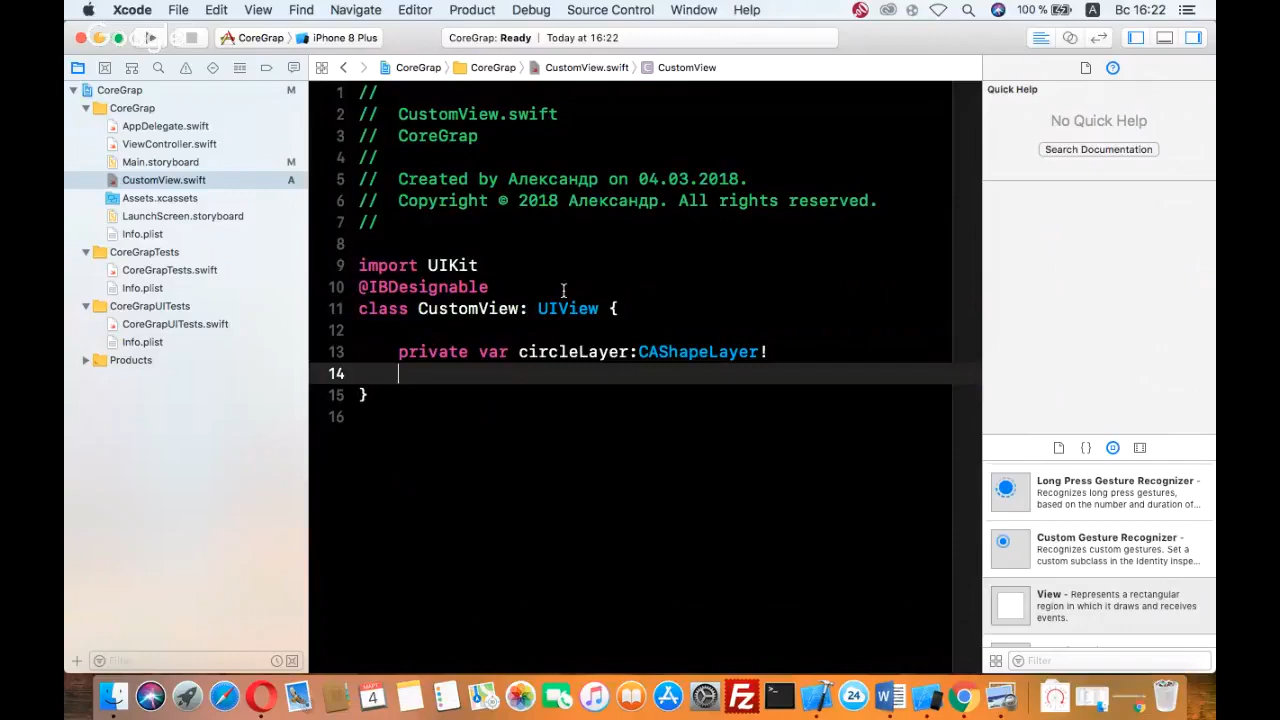 Xcode File Edit View Find Navigate Editor Product Debug Source Control Window Help 100 % A Вс 16:22
CoreGrap iPhone 8 Plus CoreGrap: Ready Today at 16:22
CoreGrap CoreGrap CustomView.swift C CustomView
CoreGrap M
CoreGrap
AppDelegate.swift
ViewController.swift
Main.storyboard M
CustomView.swift A
Assets.xcassets
LaunchScreen.storyboard
Info.plist
CoreGrapTests
CoreGrapTests.swift
Info.plist
CoreGrapUITests
CoreGrapUITests.swift
Info.plist
Products
Filter
1 //
2 // CustomView.swift
3 // CoreGrap
4 //
5 // Created by Александр on 04.03.2018.
6 // Copyright © 2018 Александр. All rights reserved.
7 //
8
9 import UIKit
10 @IBDesignable
11 class CustomView: UIView {
12
13 private var circleLayer:CAShapeLayer!
14
15 }
16
Quick Help
No Quick Help
Search Documentation
Long Press Gesture Recognizer -
Recognizes long press gestures,
based on the number and duration of...
Custom Gesture Recognizer -
Recognizes custom gestures. Set a
custom subclass in the identity inspe...
View - Represents a rectangular
region in which it draws and receives
events.
Filter
МАРТ
4
FZ
24
W